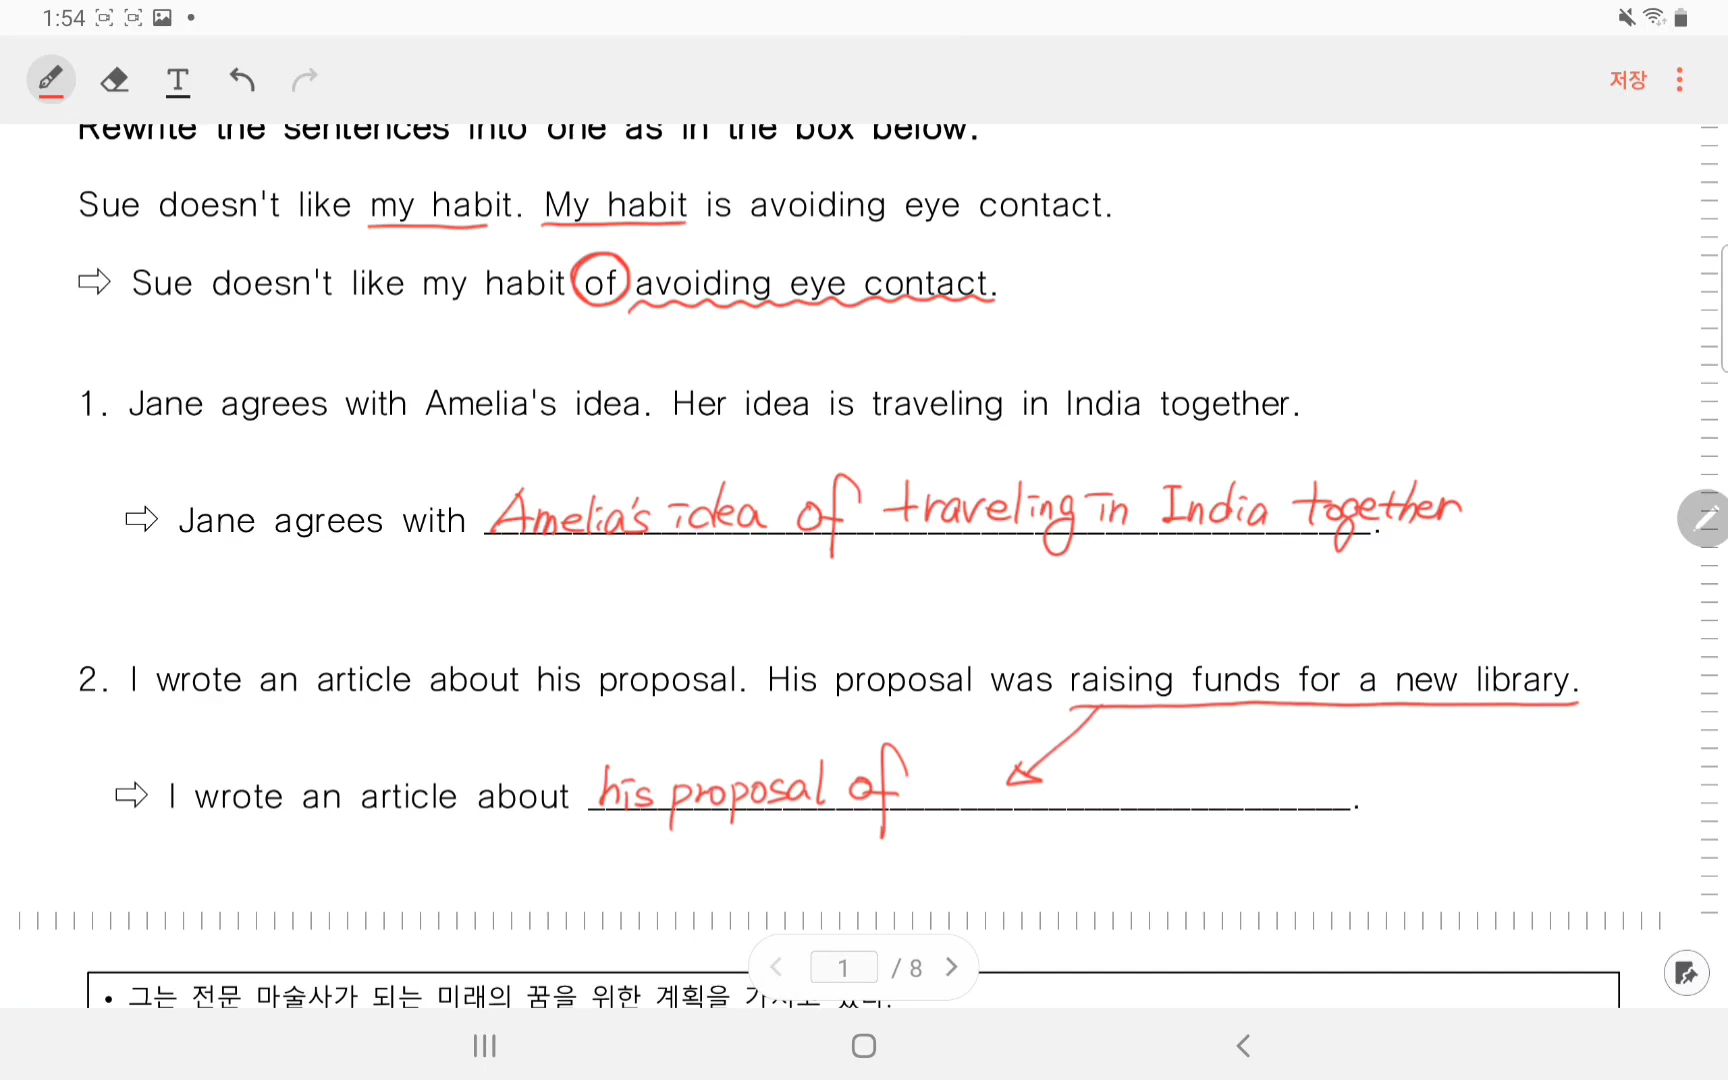 1:54
저장
Rewrite the sentences into one as in the box below.
Sue doesn't like my habit. My habit is avoiding eye contact.
⇨ Sue doesn't like my habit of avoiding eye contact.
1. Jane agrees with Amelia's idea. Her idea is traveling in India together.
⇨ Jane agrees with Amelia's idea of traveling in India together.
2. I wrote an article about his proposal. His proposal was raising funds for a new library.
⇨ I wrote an article about his proposal of .
1 / 8
• 그는 전문 마술사가 되는 미래의 꿈을 위한 계획을